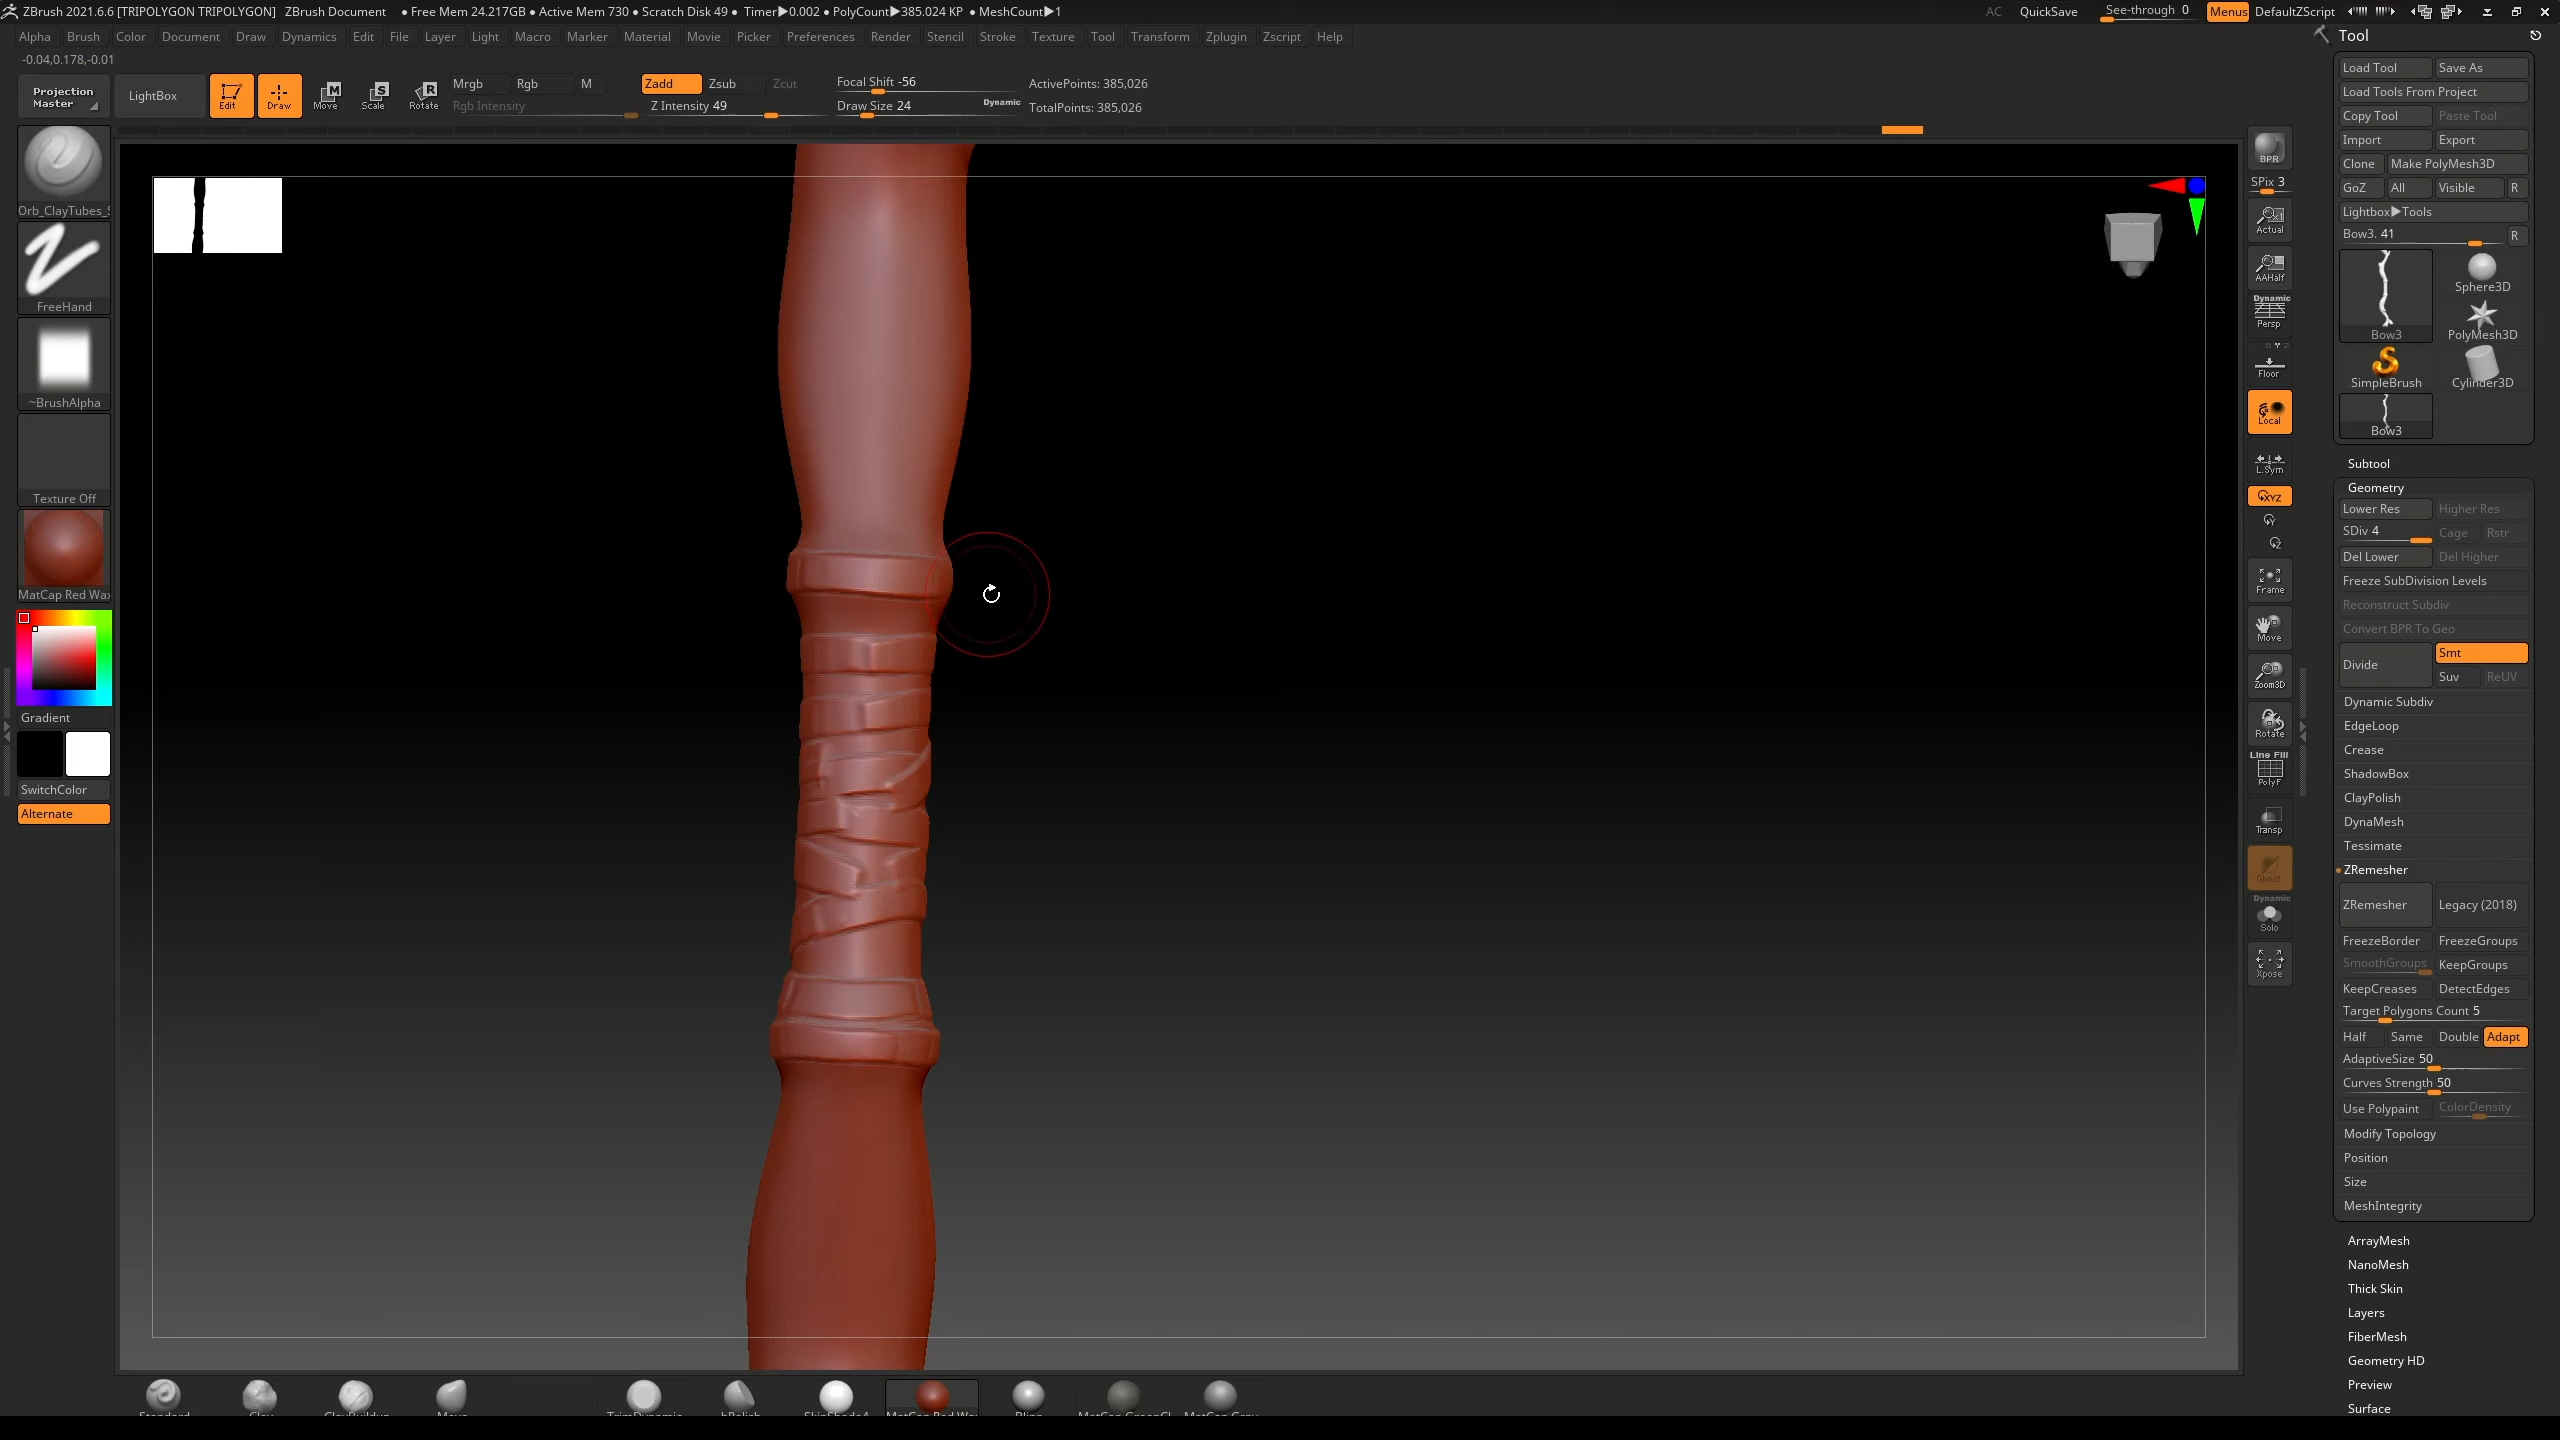 ZBrush 2021.6.6 [TRIPOLYGON TRIPOLYGON]   ZBrush Document   • Free Mem 24.217GB • Active Mem 730 • Scratch Disk 49 •  Timer▶0.002 • PolyCount▶385.024 KP  • MeshCount▶1   AC   QuickSave   See-through 0   Menus   DefaultZScript
Alpha   Brush   Color   Document   Draw   Dynamics   Edit   File   Layer   Light   Macro   Marker   Material   Movie   Picker   Preferences   Render   Stencil   Stroke   Texture   Tool   Transform   Zplugin   Zscript   Help
-0.04,0.178,-0.01
Projection Master   LightBox   Edit   Draw   Move   Scale   Rotate
Mrgb   Rgb   M   Zadd   Zsub   Zcut   Focal Shift -56   ActivePoints: 385,026
Rgb Intensity   Z Intensity 49   Draw Size 24   Dynamic   TotalPoints: 385,026
Orb_ClayTubes_S
FreeHand
~BrushAlpha
Texture Off
MatCap Red Wax
Gradient
SwitchColor
Alternate
BPR
SPix 3
Actual
AAHalf
Dynamic
Persp
Floor
Local
L.Sym
XYZ
Y
Z
Frame
Move
Zoom3D
Rotate
Line Fill
PolyF
Transp
Ghost
Dynamic
Solo
Xpose
Tool
Load Tool   Save As
Load Tools From Project
Copy Tool   Paste Tool
Import   Export
Clone   Make PolyMesh3D
GoZ   All   Visible   R
Lightbox▶Tools
Bow3. 41   R
Sphere3D
Bow3   PolyMesh3D
SimpleBrush   Cylinder3D
Bow3
Subtool
Geometry
Lower Res   Higher Res
SDiv 4   Cage   Rstr
Del Lower   Del Higher
Freeze SubDivision Levels
Reconstruct Subdiv
Convert BPR To Geo
Divide   Smt
Suv   ReUV
Dynamic Subdiv
EdgeLoop
Crease
ShadowBox
ClayPolish
DynaMesh
Tessimate
ZRemesher
ZRemesher   Legacy (2018)
FreezeBorder   FreezeGroups
SmoothGroups   KeepGroups
KeepCreases   DetectEdges
Target Polygons Count 5
Half   Same   Double   Adapt
AdaptiveSize 50
Curves Strength 50
Use Polypaint   ColorDensity
Modify Topology
Position
Size
MeshIntegrity
ArrayMesh
NanoMesh
Thick Skin
Layers
FiberMesh
Geometry HD
Preview
Surface